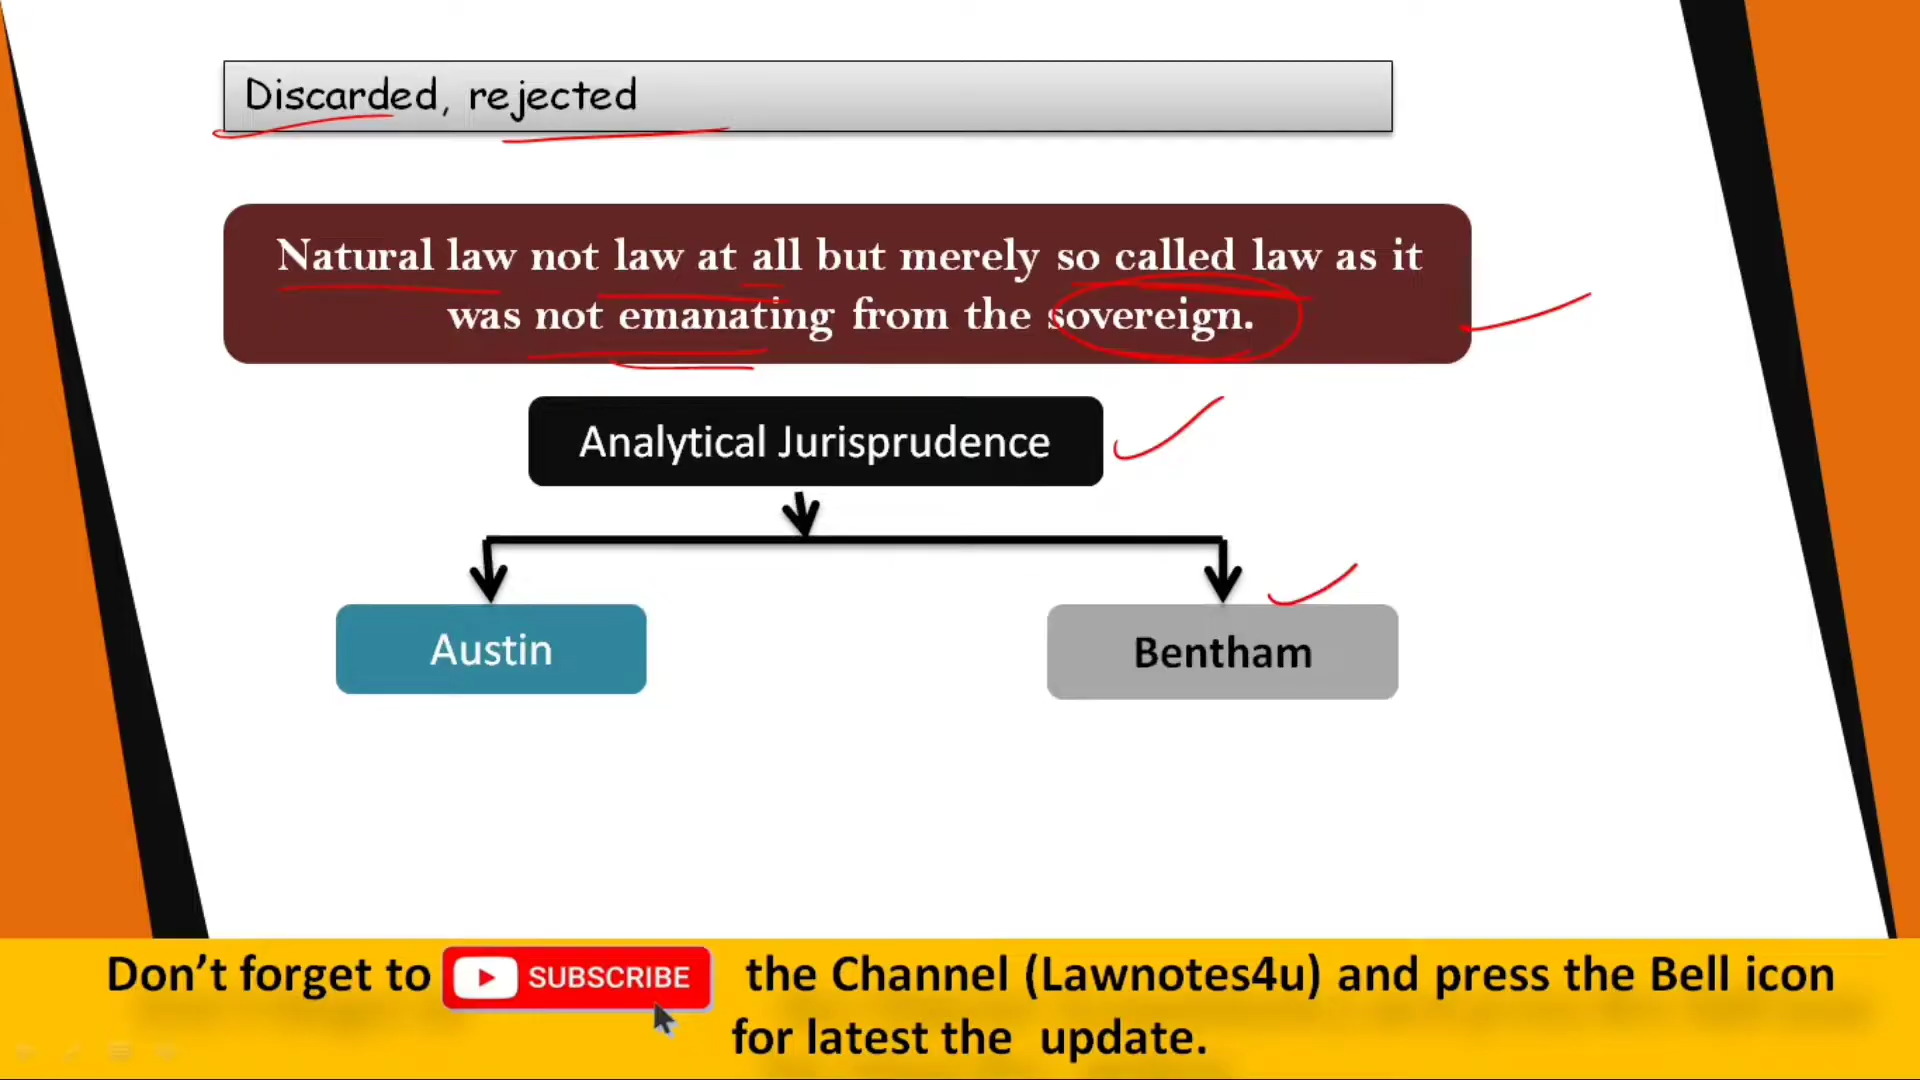 Discarded, rejected
Natural law not law at all but merely so called law as it
was not emanating from the sovereign.
Analytical Jurisprudence
Austin
Bentham
Don't forget to SUBSCRIBE the Channel (Lawnotes4u) and press the Bell icon
for latest the update.